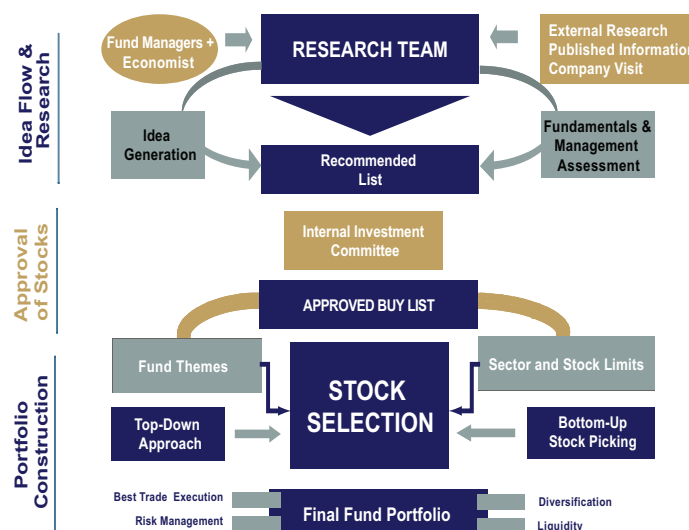 Idea Flow &
Research
Fund Managers +
Economist
RESEARCH TEAM
External Research
Published Information
Company Visit
Idea
Generation
Recommended
List
Fundamentals &
Management
Assessment
Approval
of Stocks
Internal Investment
Committee
APPROVED BUY LIST
Portfolio
Construction
Fund Themes
STOCK
SELECTION
Sector and Stock Limits
Top-Down
Approach
Bottom-Up
Stock Picking
Best Trade Execution
Risk Management
Final Fund Portfolio
Diversification
Liquidity